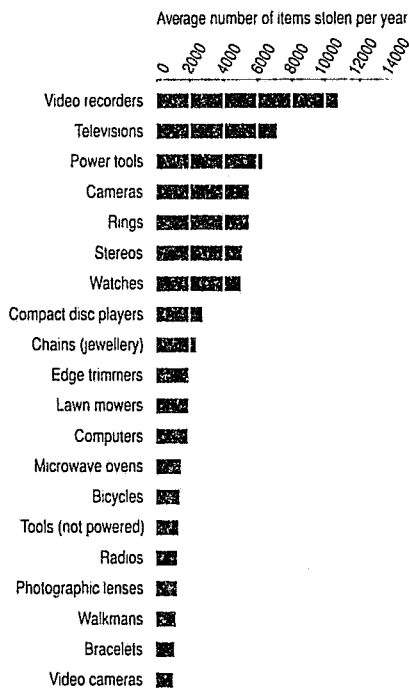 Average number of items stolen per year
0 2000 4000 6000 8000 10000 12000 14000
Video recorders
Televisions
Power tools
Cameras
Rings
Stereos
Watches
Compact disc players
Chains (jewellery)
Edge trimmers
Lawn mowers
Computers
Microwave ovens
Bicycles
Tools (not powered)
Radios
Photographic lenses
Walkmans
Bracelets
Video cameras